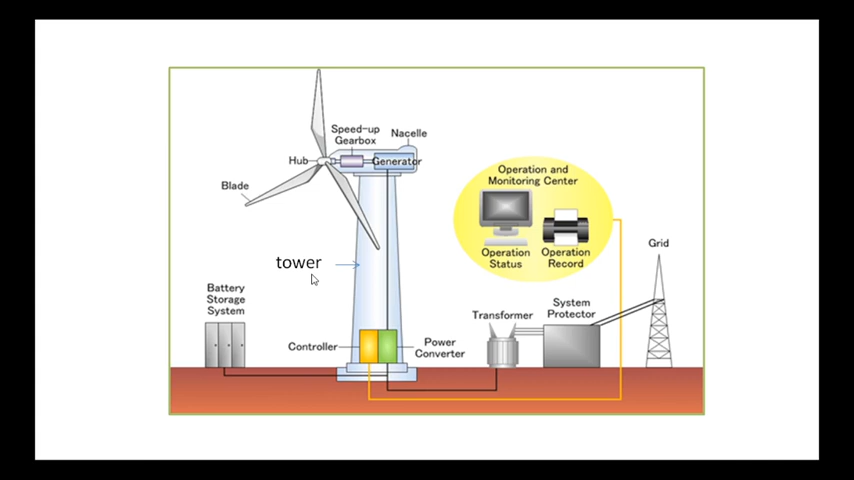 Speed-up
Gearbox
Nacelle
Hub
Generator
Blade
tower
Operation and
Monitoring Center
Operation
Status
Operation
Record
Grid
Battery
Storage
System
Controller
Power
Converter
Transformer
System
Protector